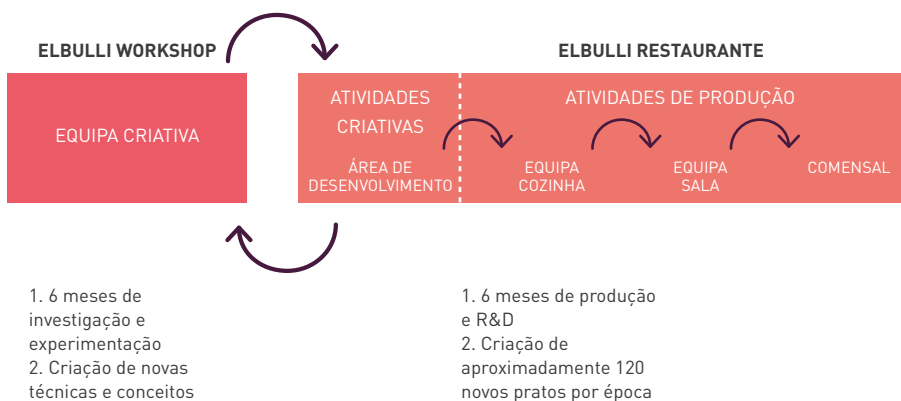 ELBULLI WORKSHOP
EQUIPA CRIATIVA
ELBULLI RESTAURANTE
ATIVIDADES
CRIATIVAS
ÁREA DE
DESENVOLVIMENTO
ATIVIDADES DE PRODUÇÃO
EQUIPA
COZINHA
EQUIPA
SALA
COMENSAL
1. 6 meses de
investigação e
experimentação
2. Criação de novas
técnicas e conceitos
1. 6 meses de produção
e R&D
2. Criação de
aproximadamente 120
novos pratos por época